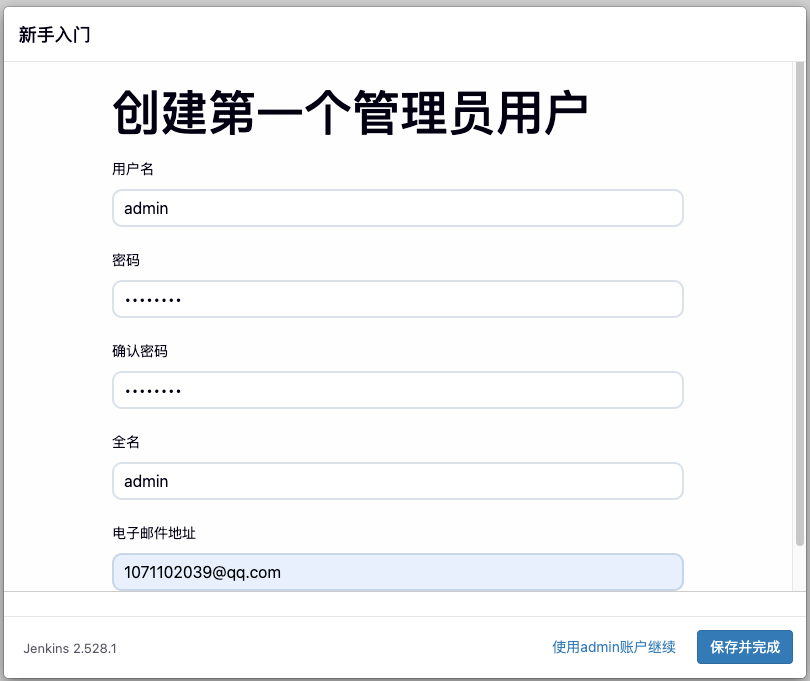 新手入门
创建第一个管理员用户
用户名
admin
密码
••••••••
确认密码
••••••••
全名
admin
电子邮件地址
1071102039@qq.com
Jenkins 2.528.1
使用admin账户继续
保存并完成